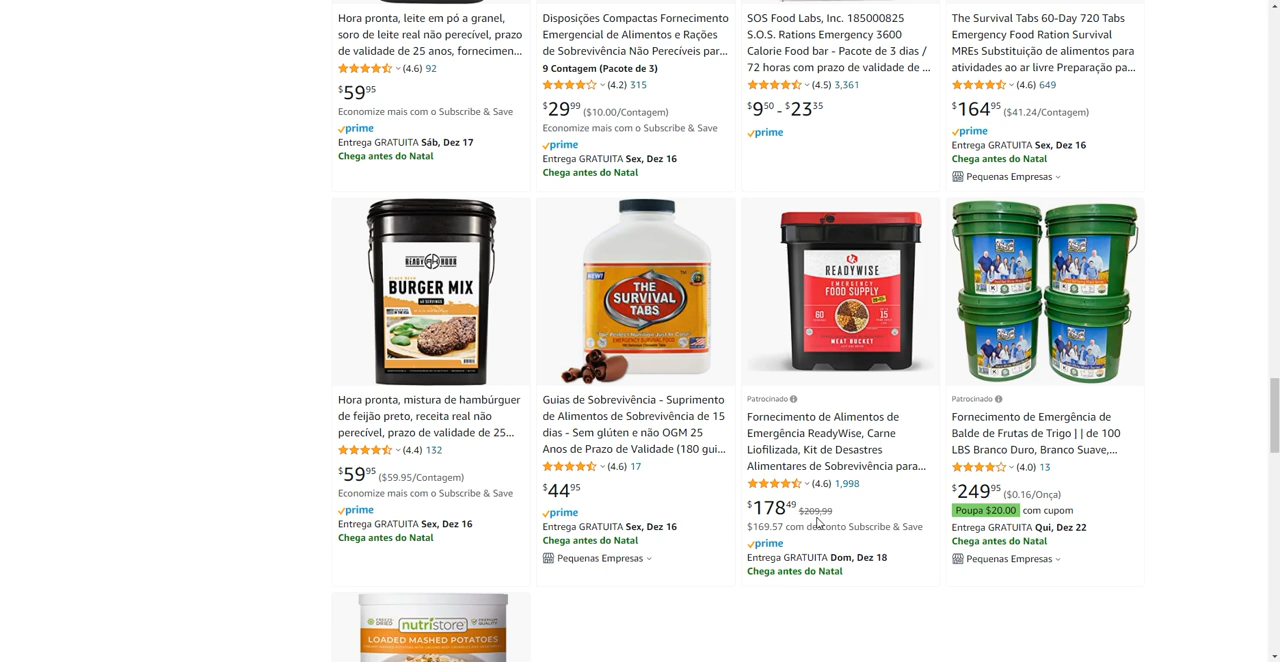 Hora pronta, leite em pó a granel,
soro de leite real não perecível, prazo
de validade de 25 anos, fornecimen...
(4.6) 92
$59.95
Economize mais com o Subscribe & Save
prime
Entrega GRATUITA Sáb, Dez 17
Chega antes do Natal
Disposições Compactas Fornecimento
Emergencial de Alimentos e Rações
de Sobrevivência Não Perecíveis par...
9 Contagem (Pacote de 3)
(4.2) 315
$29.99 ($10.00/Contagem)
Economize mais com o Subscribe & Save
prime
Entrega GRATUITA Sex, Dez 16
Chega antes do Natal
SOS Food Labs, Inc. 185000825
S.O.S. Rations Emergency 3600
Calorie Food bar - Pacote de 3 dias /
72 horas com prazo de validade de ...
(4.5) 3,361
$9.50 - $23.35
prime
The Survival Tabs 60-Day 720 Tabs
Emergency Food Ration Survival
MREs Substituição de alimentos para
atividades ao ar livre Preparação pa...
(4.6) 649
$164.95 ($41.24/Contagem)
prime
Entrega GRATUITA Sex, Dez 16
Chega antes do Natal
Pequenas Empresas
READY HOUR
BURGER MIX
Hora pronta, mistura de hambúrguer
de feijão preto, receita real não
perecível, prazo de validade de 25...
(4.4) 132
$59.95 ($59.95/Contagem)
Economize mais com o Subscribe & Save
prime
Entrega GRATUITA Sex, Dez 16
Chega antes do Natal
NEW!
THE
SURVIVAL
TABS
Guias de Sobrevivência - Suprimento
de Alimentos de Sobrevivência de 15
dias - Sem glúten e não OGM 25
Anos de Prazo de Validade (180 gui...
(4.6) 17
$44.95
prime
Entrega GRATUITA Sex, Dez 16
Chega antes do Natal
Pequenas Empresas
READYWISE
EMERGENCY
FOOD SUPPLY
60
15
MEAT BUCKET
Patrocinado
Fornecimento de Alimentos de
Emergência ReadyWise, Carne
Liofilizada, Kit de Desastres
Alimentares de Sobrevivência para...
(4.6) 1,998
$178.49 $209.99
$169.57 com desconto Subscribe & Save
prime
Entrega GRATUITA Dom, Dez 18
Chega antes do Natal
Patrocinado
Fornecimento de Emergência de
Balde de Frutas de Trigo | | de 100
LBS Branco Duro, Branco Suave,...
(4.0) 13
$249.95 ($0.16/Onça)
Poupa $20.00 com cupom
Entrega GRATUITA Qui, Dez 22
Chega antes do Natal
Pequenas Empresas
nutristore
LOADED MASHED POTATOES